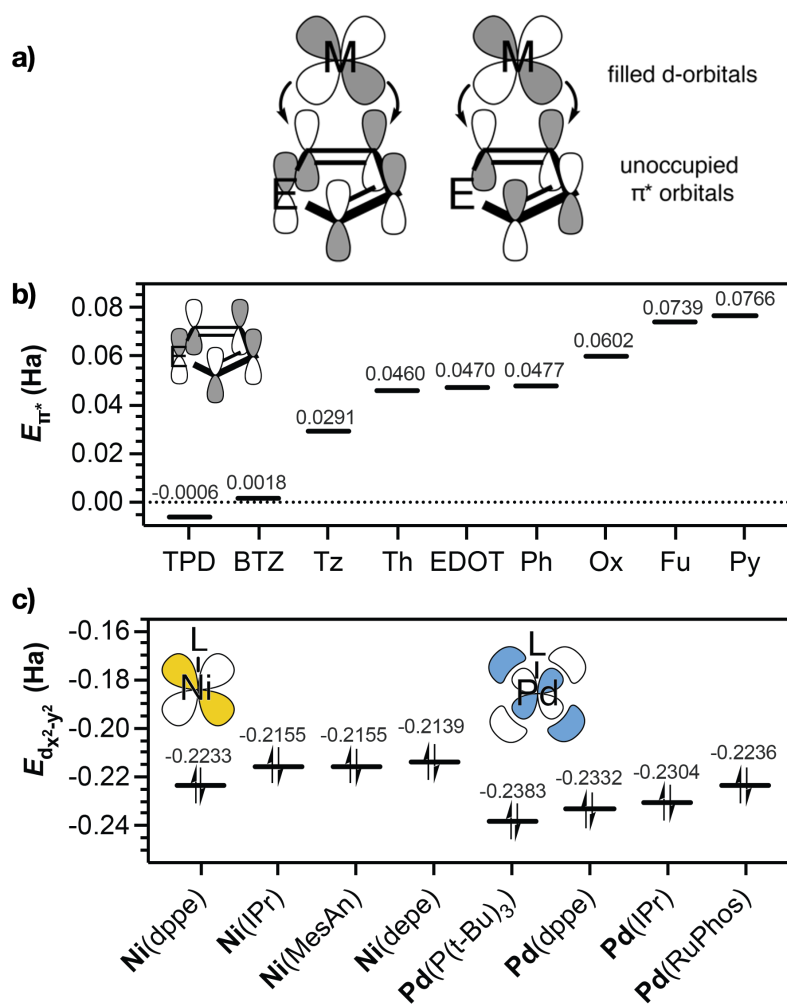 a)
M
M
filled d-orbitals
E
E
unoccupied
π* orbitals
b)
Eπ* (Ha)
0.08
0.06
0.04
0.02
0.00
E
-0.0006
0.0018
0.0291
0.0460
0.0470
0.0477
0.0602
0.0739
0.0766
TPD BTZ Tz Th EDOT Ph Ox Fu Py
c)
Edx²-y² (Ha)
-0.16
-0.18
-0.20
-0.22
-0.24
L
Ni
L
Pd
-0.2233
-0.2155
-0.2155
-0.2139
-0.2383
-0.2332
-0.2304
-0.2236
Ni(dppe)
Ni(IPr)
Ni(MesAn)
Ni(depe)
Pd(P(t-Bu)3)
Pd(dppe)
Pd(IPr)
Pd(RuPhos)